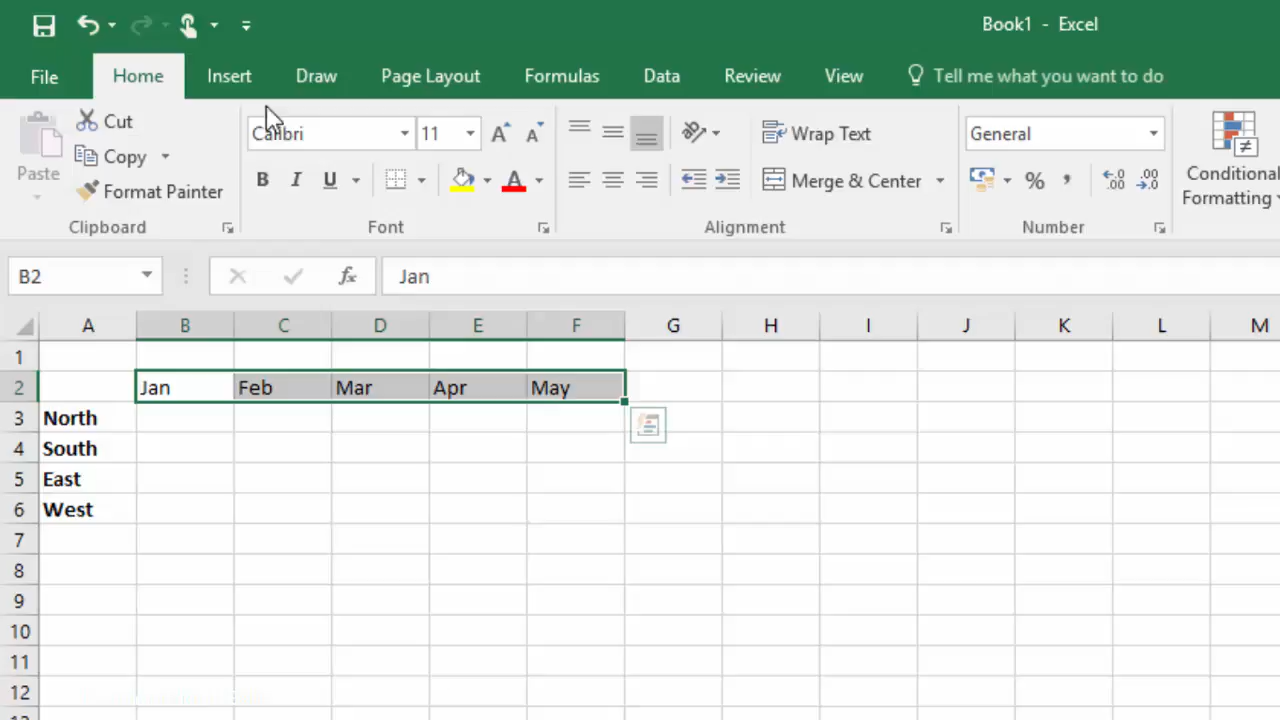 Book1 - Excel
File Home Insert Draw Page Layout Formulas Data Review View Tell me what you want to do
Cut
Calibri 11 Wrap Text General
Copy
Paste Conditional
Format Painter B I U A Merge & Center % , Formatting
Clipboard Font Alignment Number
B2 fx Jan
A B C D E F G H I J K L M
1
2 Jan Feb Mar Apr May
3 North
4 South
5 East
6 West
7
8
9
10
11
12